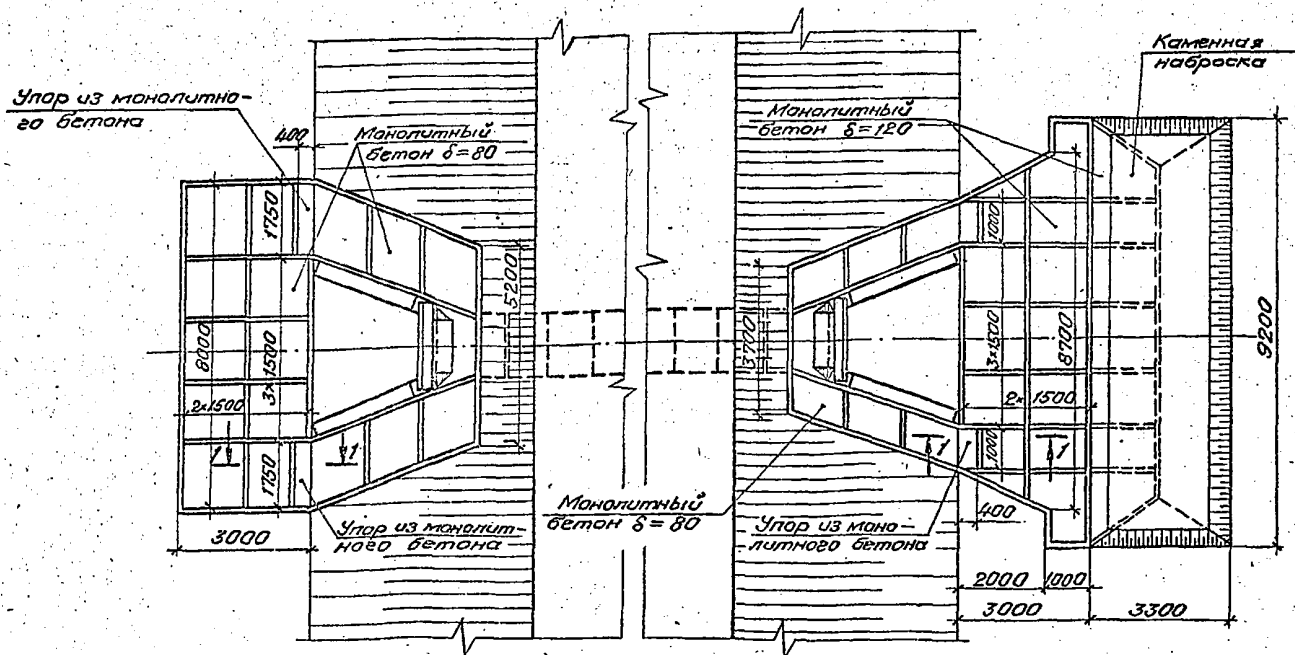 Каменная
наброска
Упор из монолитно-
го бетона
400
Монолитный
бетон δ=80
Монолитный
бетон δ=120
1750
8000
3×1500
2×1500
1
1
1750
3000
Упор из монолит-
ного бетона
5200
3700
Монолитный
бетон δ=80
Упор из моно-
литного бетона
1000
3×1500
8700
2×1500
1
1
1000
400
9200
2000
1000
3000
3300